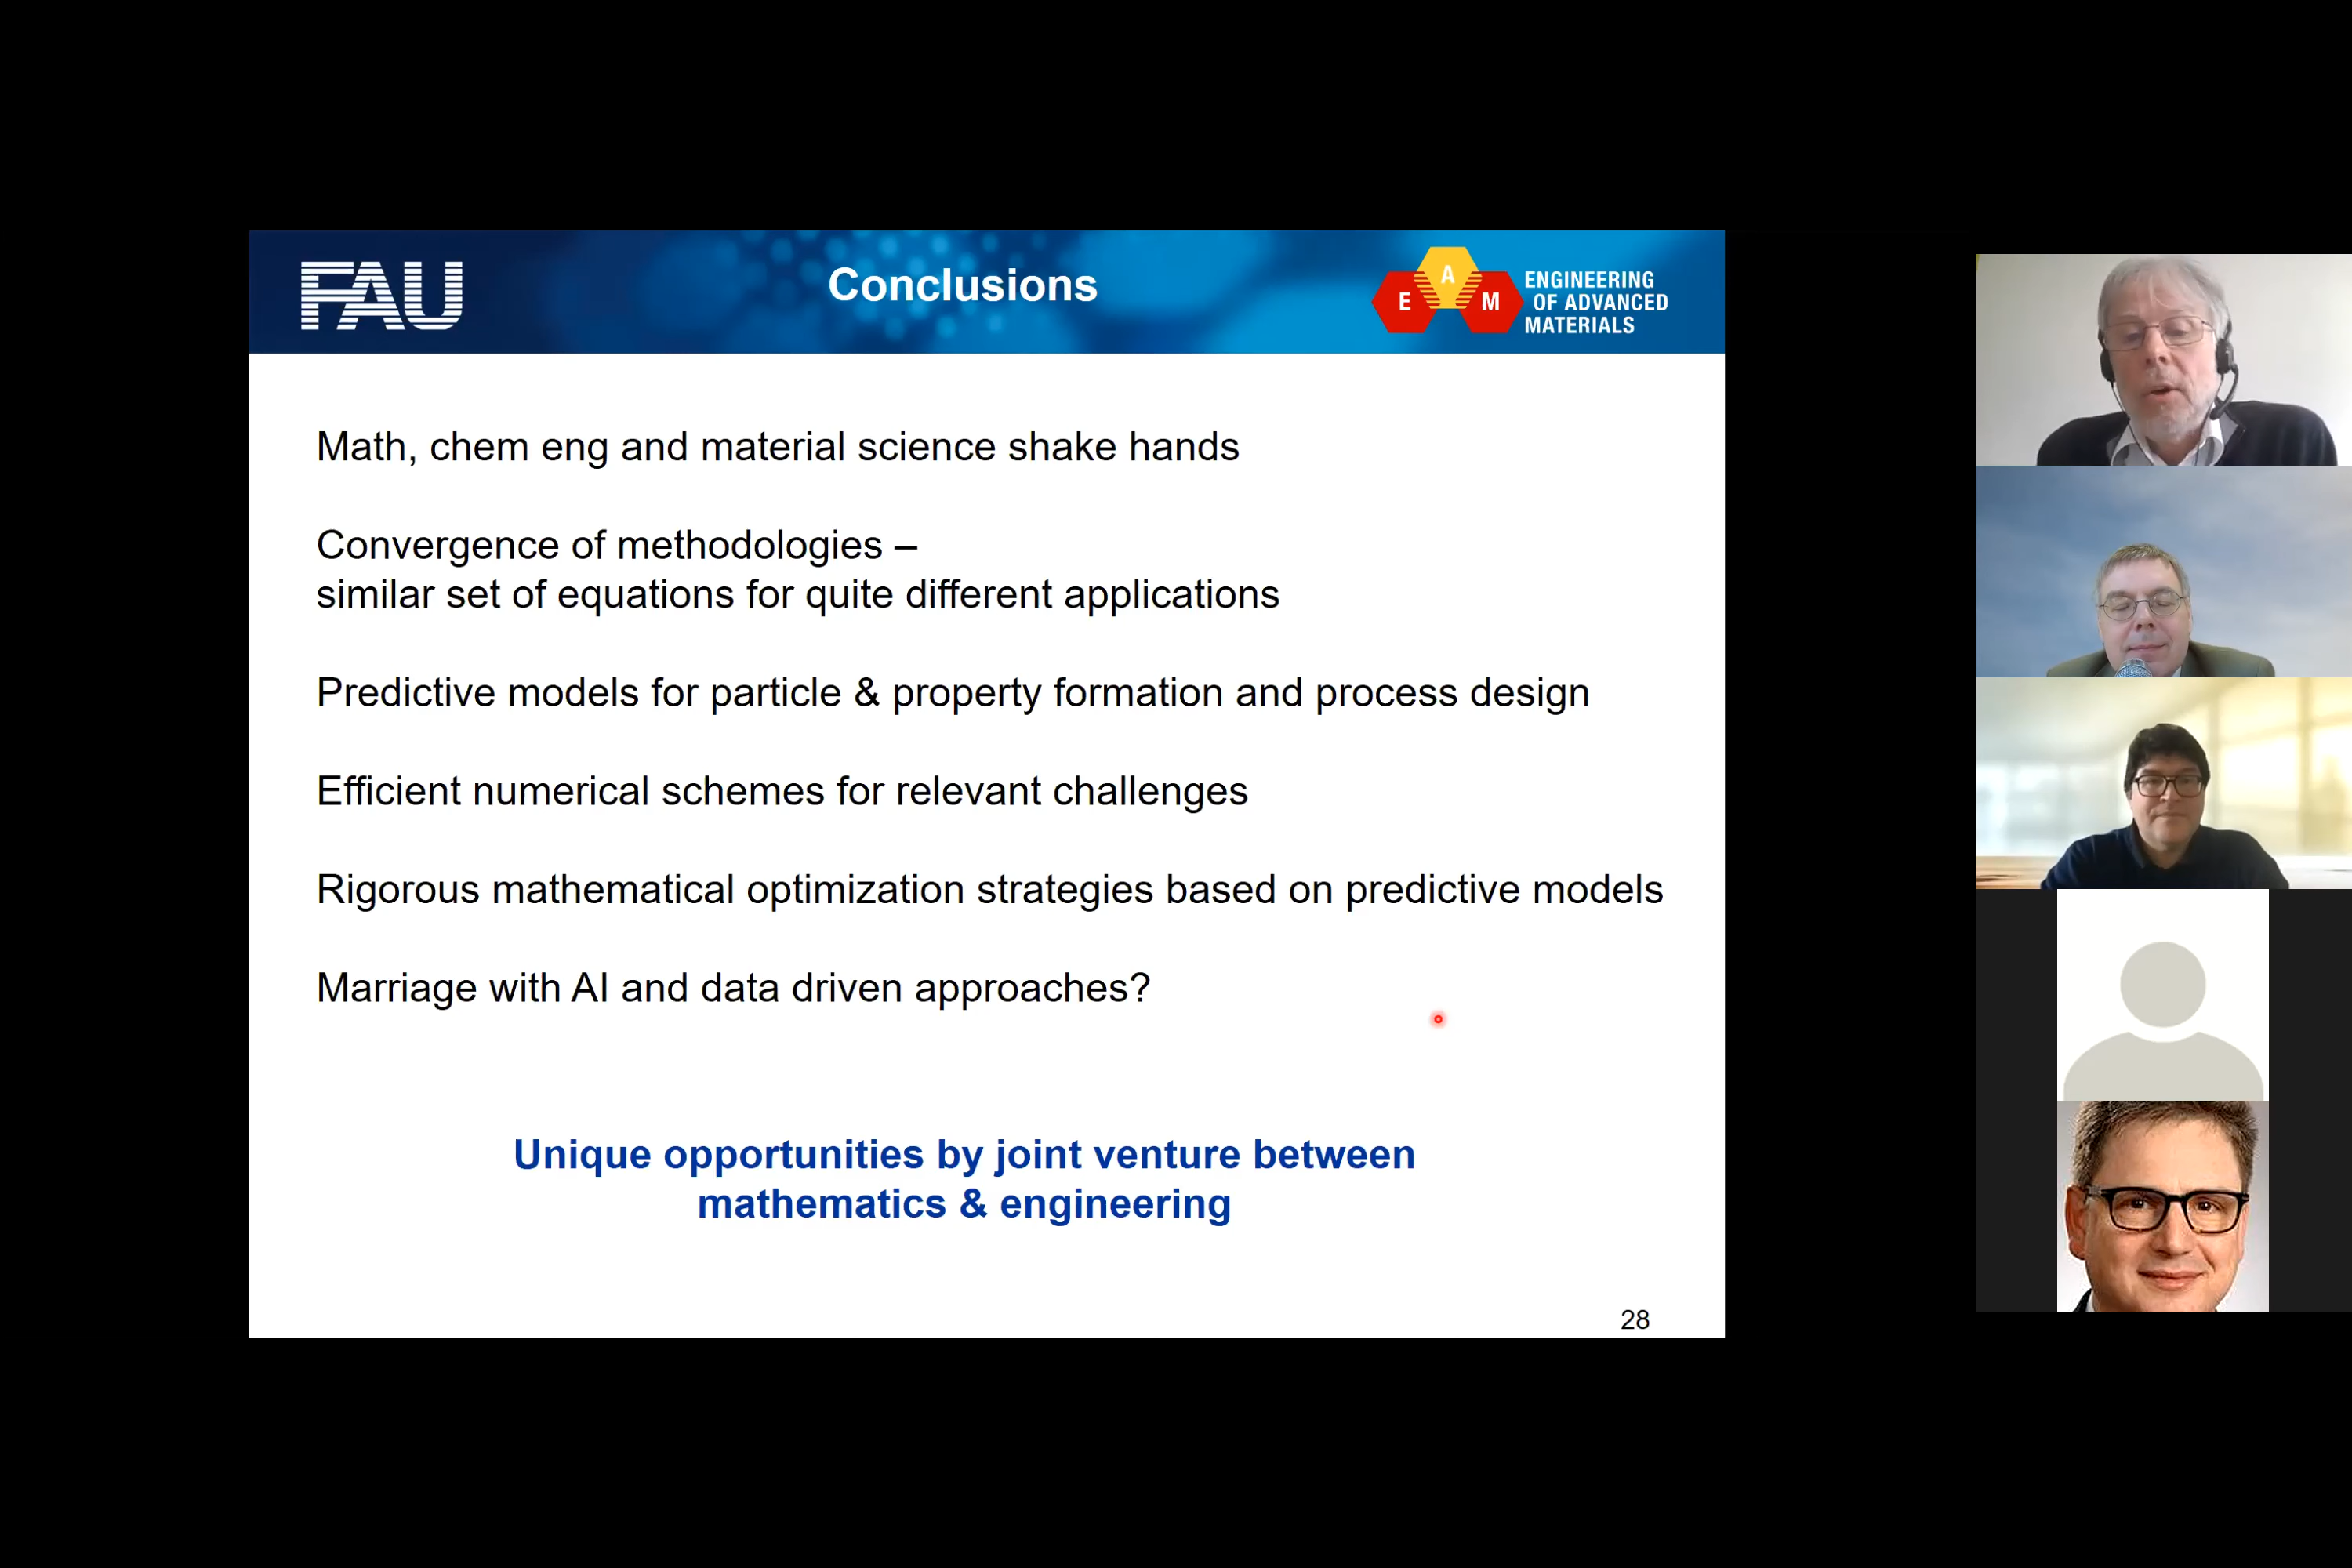 FAU
Conclusions
E A M
ENGINEERING
OF ADVANCED
MATERIALS
Math, chem eng and material science shake hands
Convergence of methodologies –
similar set of equations for quite different applications
Predictive models for particle & property formation and process design
Efficient numerical schemes for relevant challenges
Rigorous mathematical optimization strategies based on predictive models
Marriage with AI and data driven approaches?
Unique opportunities by joint venture between
mathematics & engineering
28